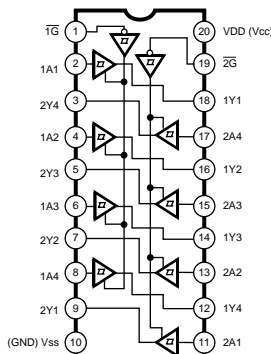 1G 1 20 VDD (Vcc)
1A1 2 19 2G
2Y4 3 18 1Y1
1A2 4 17 2A4
2Y3 5 16 1Y2
1A3 6 15 2A3
2Y2 7 14 1Y3
1A4 8 13 2A2
2Y1 9 12 1Y4
(GND) Vss 10 11 2A1